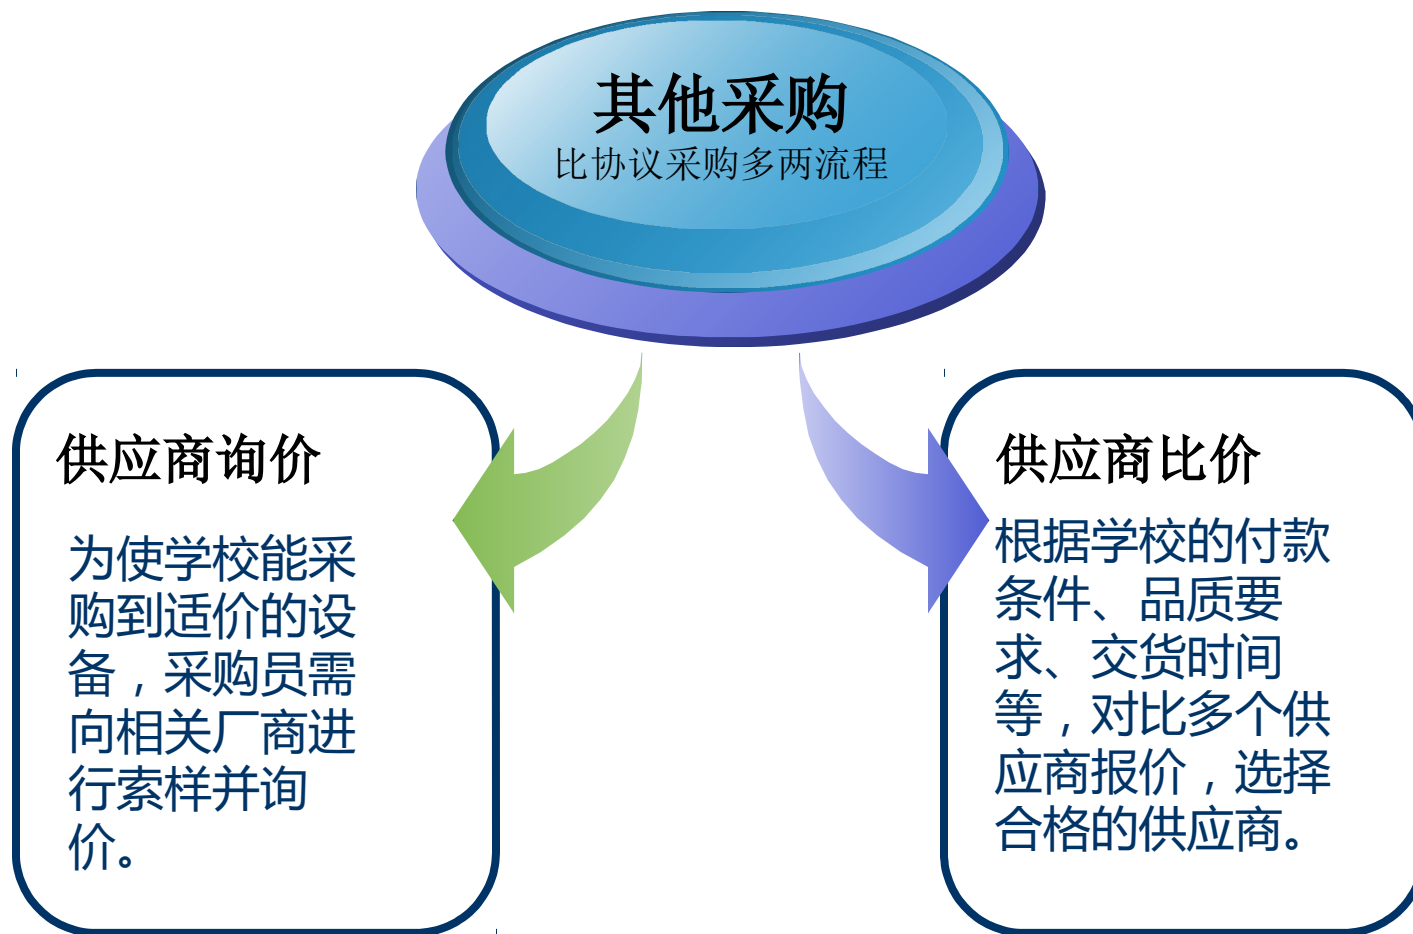 其他采购
比协议采购多两流程
供应商询价
为使学校能采
购到适价的设
备，采购员需
向相关厂商进
行索样并询
价。
供应商比价
根据学校的付款
条件、品质要
求、交货时间
等，对比多个供
应商报价，选择
合格的供应商。